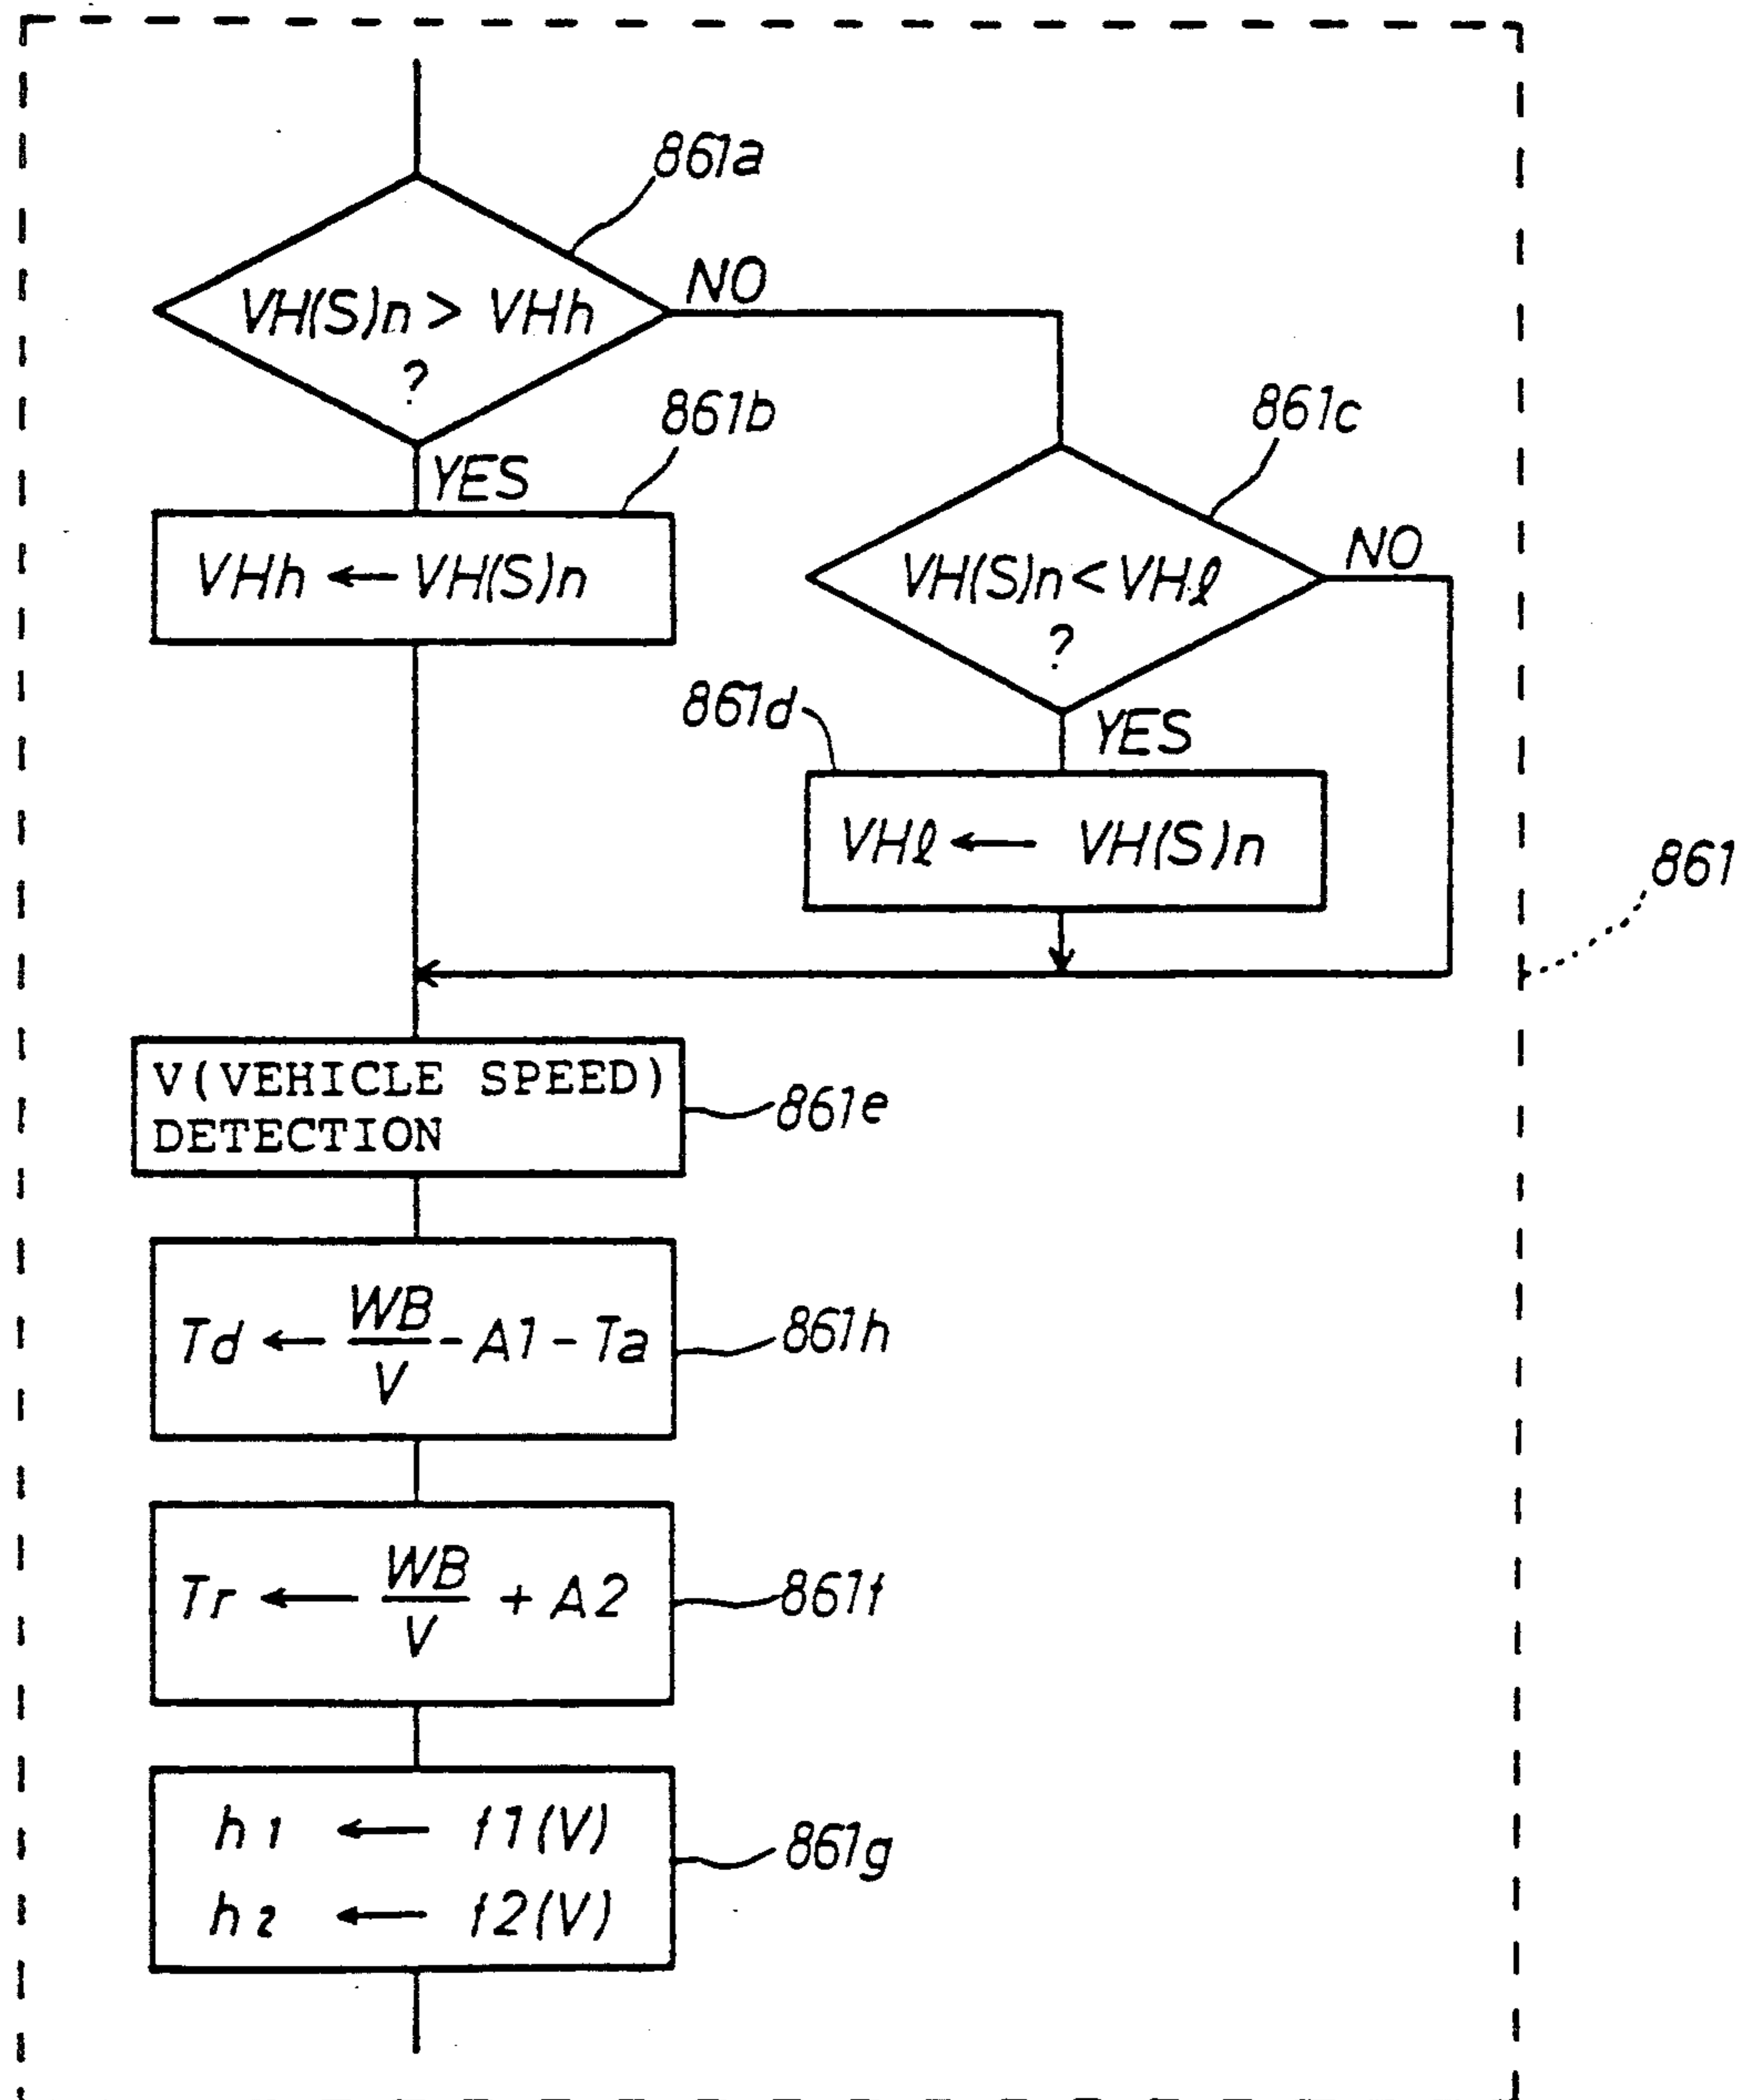 861a
VH(S)n > VHh
?
NO
YES
861b
VHh ← VH(S)n
861c
VH(S)n < VHℓ
?
NO
YES
861d
VHℓ ← VH(S)n
861
V(VEHICLE SPEED)
DETECTION
861e
Td ← WB/V - A1 - Ta
861h
Tr ← WB/V + A2
861f
h1 ← f1(V)
h2 ← f2(V)
861g